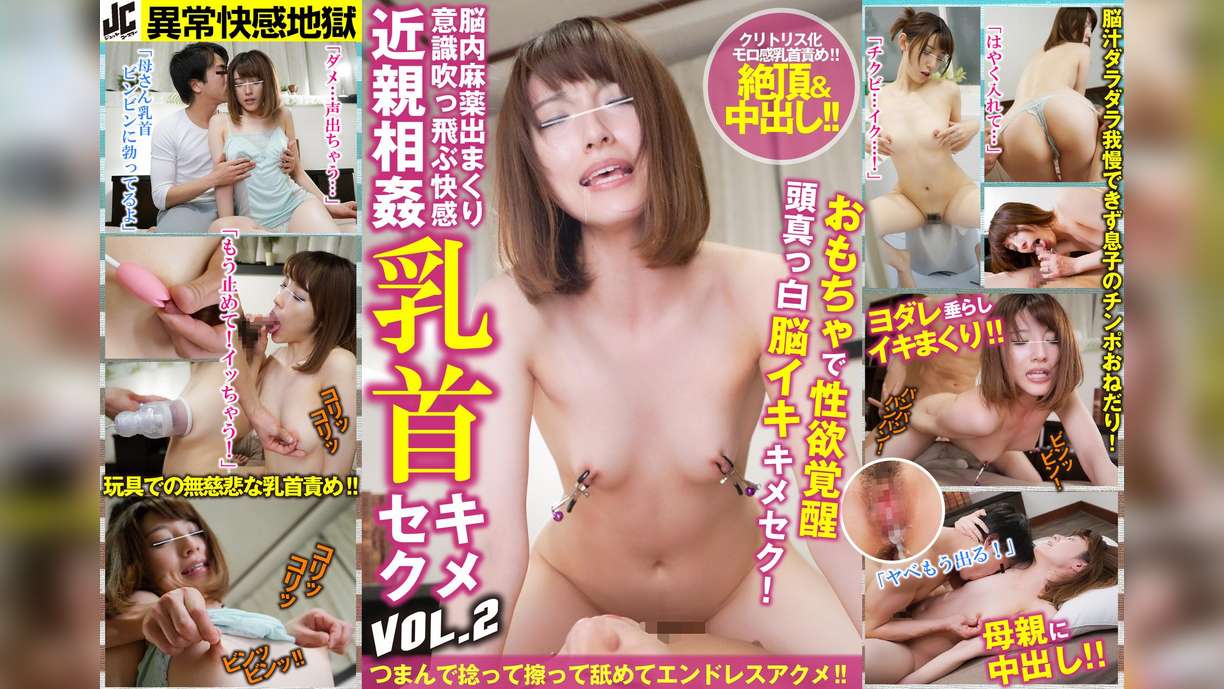 JC
異常快感地獄
「ダメ…声出ちゃう…」
「母さん乳首
ビンビンに勃ってるよ」
「もう止めて！イッちゃう！」
コリッ
コリッ
玩具での無慈悲な乳首責め!!
コリッ
コリッ
ビンッ
ビンッ!!
脳内麻薬出まくり
意識吹っ飛ぶ快感
近親相姦
乳首
キメセク
VOL.2
クリトリス化
モロ感乳首責め!!
絶頂&
中出し!!
おもちゃで性欲覚醒
頭真っ白脳イキキメセク！
つまんで捻って擦って舐めてエンドレスアクメ!!
脳汁ダラダラ我慢できず息子のチンポおねだり！
「はやく入れて…」
「チクビ…イク…！」
ヨダレ垂らし
イキまくり!!
ビンッ
ビンッ！
「ヤベもう出る！」
母親に
中出し!!